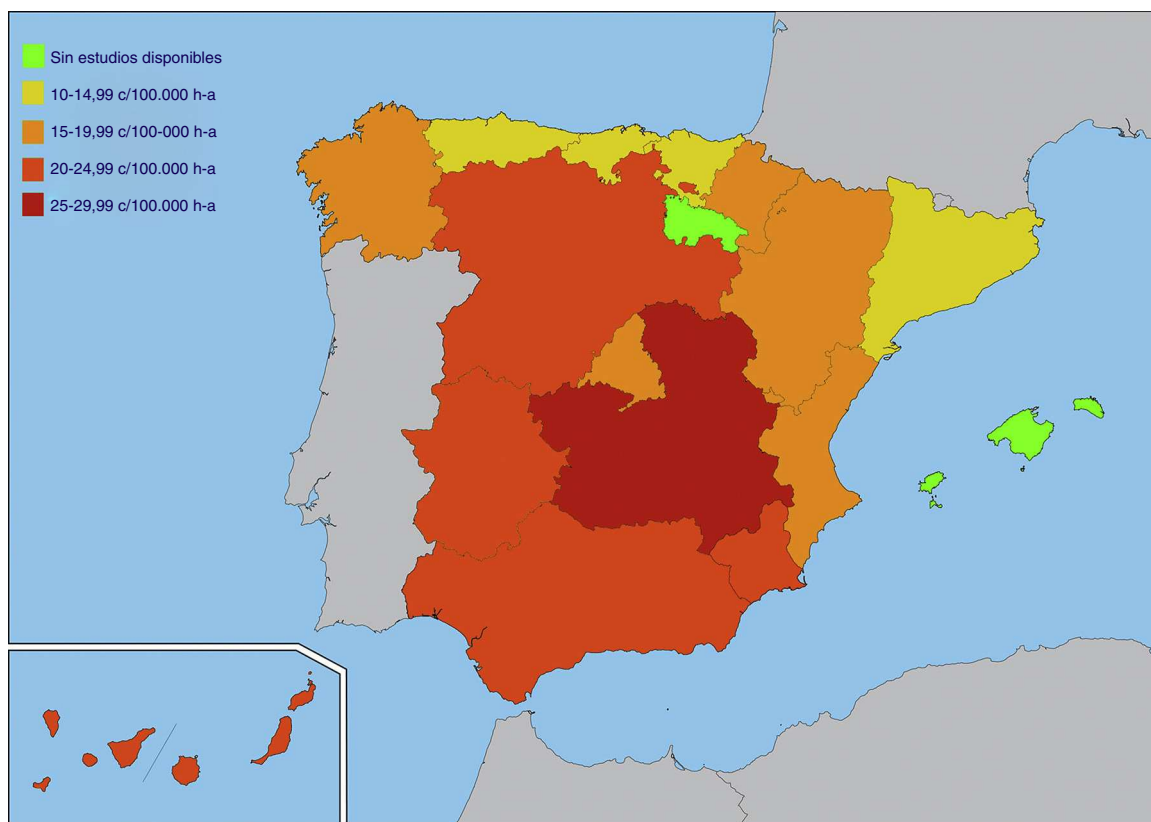 Sin estudios disponibles
10-14,99 c/100.000 h-a
15-19,99 c/100-000 h-a
20-24,99 c/100.000 h-a
25-29,99 c/100.000 h-a